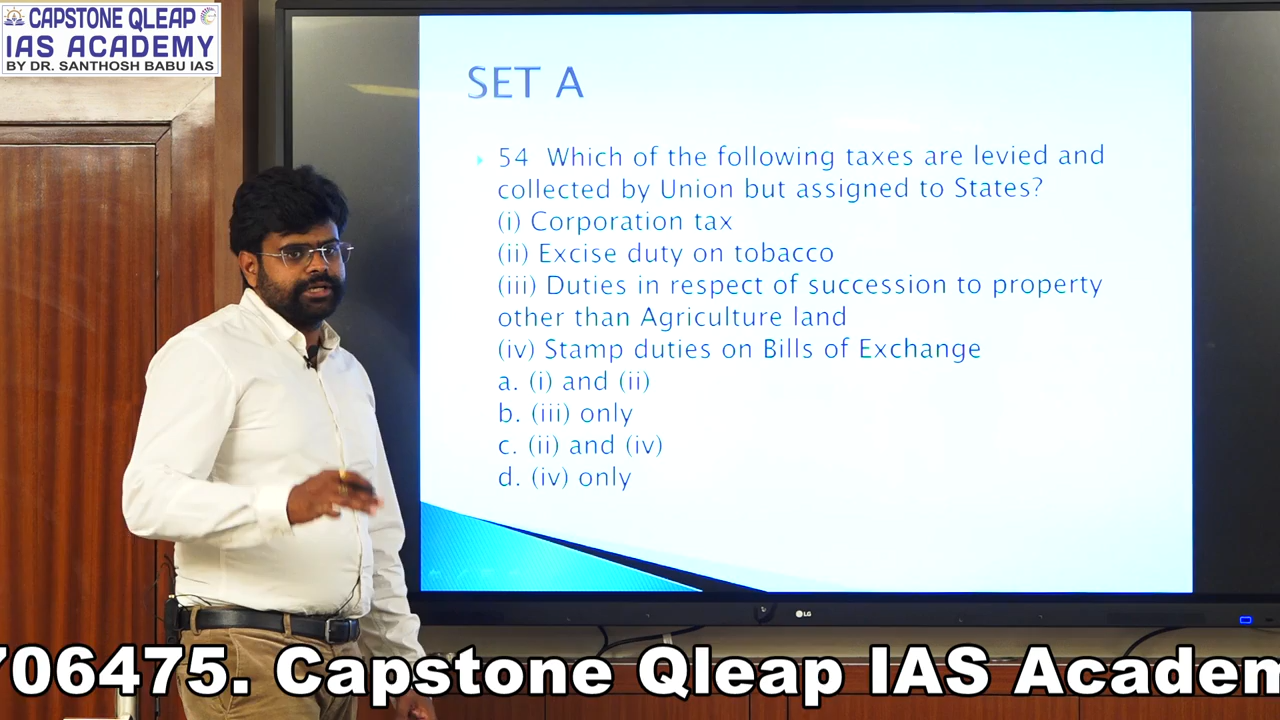 CAPSTONE QLEAP
IAS ACADEMY
BY DR. SANTHOSH BABU IAS
SET A
54 Which of the following taxes are levied and
collected by Union but assigned to States?
(i) Corporation tax
(ii) Excise duty on tobacco
(iii) Duties in respect of succession to property
other than Agriculture land
(iv) Stamp duties on Bills of Exchange
a. (i) and (ii)
b. (iii) only
c. (ii) and (iv)
d. (iv) only
LG
706475. Capstone Qleap IAS Academ